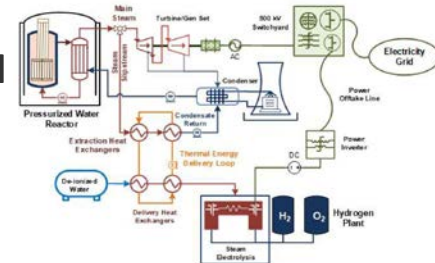 Main
Steam
Turbine/Gen Set
500 kV
Switchyard
AC
Electricity
Grid
Steam
Slipstream
Condenser
Power
Offtake Line
Pressurized Water
Reactor
Condensate
Return
Extraction Heat
Exchangers
Thermal Energy
Delivery Loop
Power
Inverter
DC
De-ionized
Water
Delivery Heat
Exchangers
H2
O2
Hydrogen
Plant
Steam
Electrolysis